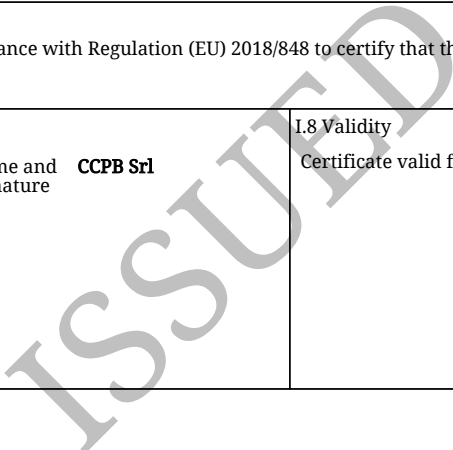 ance with Regulation (EU) 2018/848 to certify that th
me and CCPB Srl
nature
I.8 Validity
Certificate valid f
ISSUED